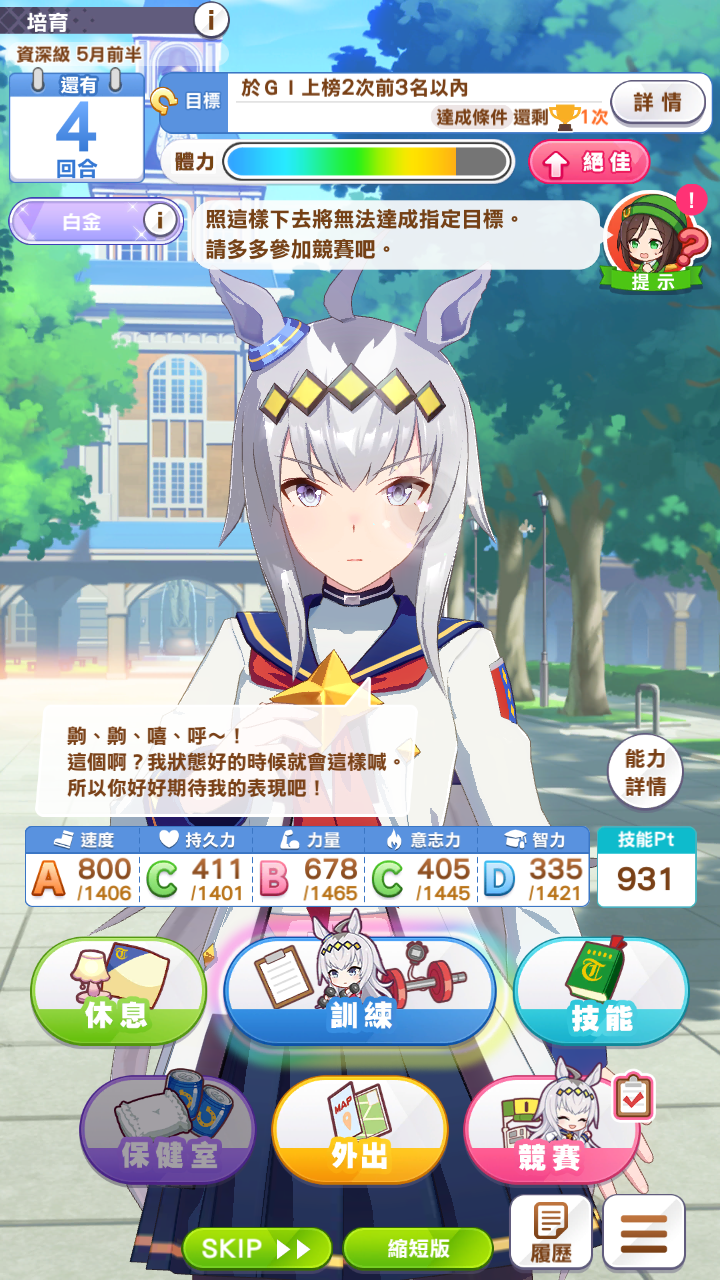 培育
i
資深級 5月前半
還有
4
回合
目標
於GⅠ上榜2次前3名以內
達成條件 還剩 1次
詳情
體力
絕佳
白金
i
照這樣下去將無法達成指定目標。
請多多參加競賽吧。
!
?
提示
齁、齁、嘻、呼～！
這個啊？我狀態好的時候就會這樣喊。
所以你好好期待我的表現吧！
能力
詳情
速度 持久力 力量 意志力 智力 技能Pt
A 800 C 411 B 678 C 405 D 335 931
/1406 /1401 /1465 /1445 /1421
休息
訓練
技能
保健室
MAP
外出
競賽
SKIP
縮短版
履歷